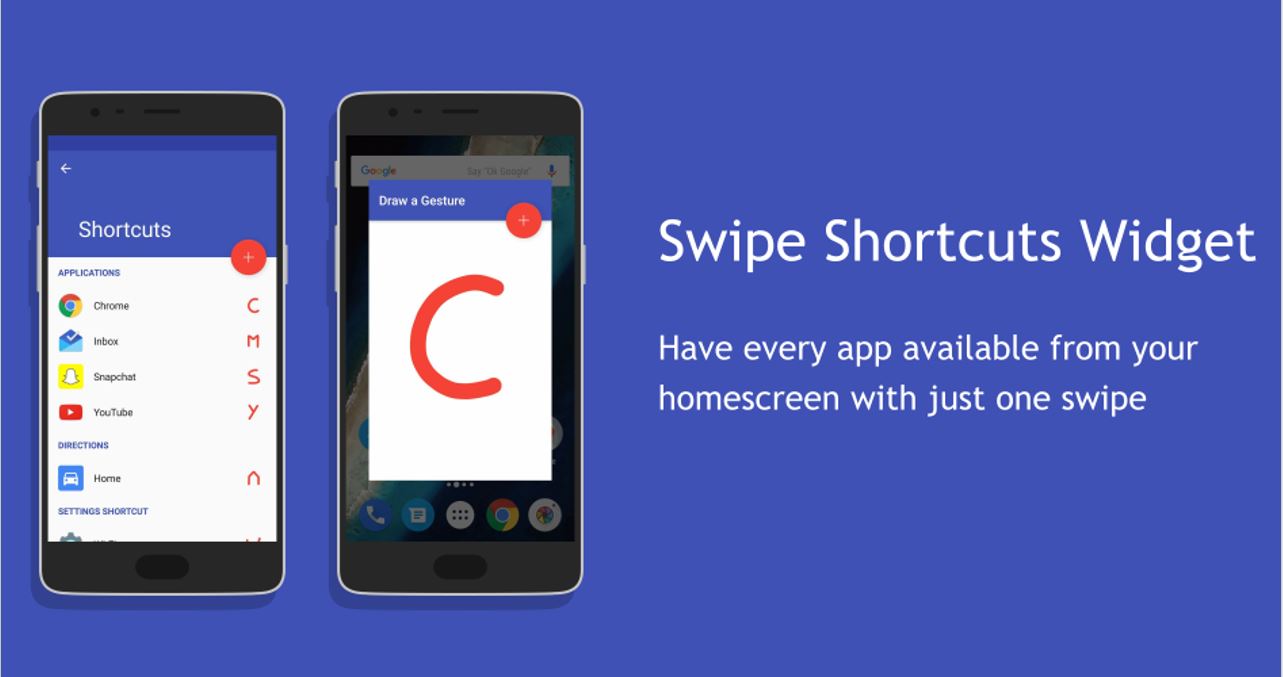 Shortcuts
APPLICATIONS
Chrome C
Inbox M
Snapchat S
YouTube y
DIRECTIONS
Home
SETTINGS SHORTCUT
Google Say "Ok Google"
Draw a Gesture
C
Swipe Shortcuts Widget
Have every app available from your
homescreen with just one swipe